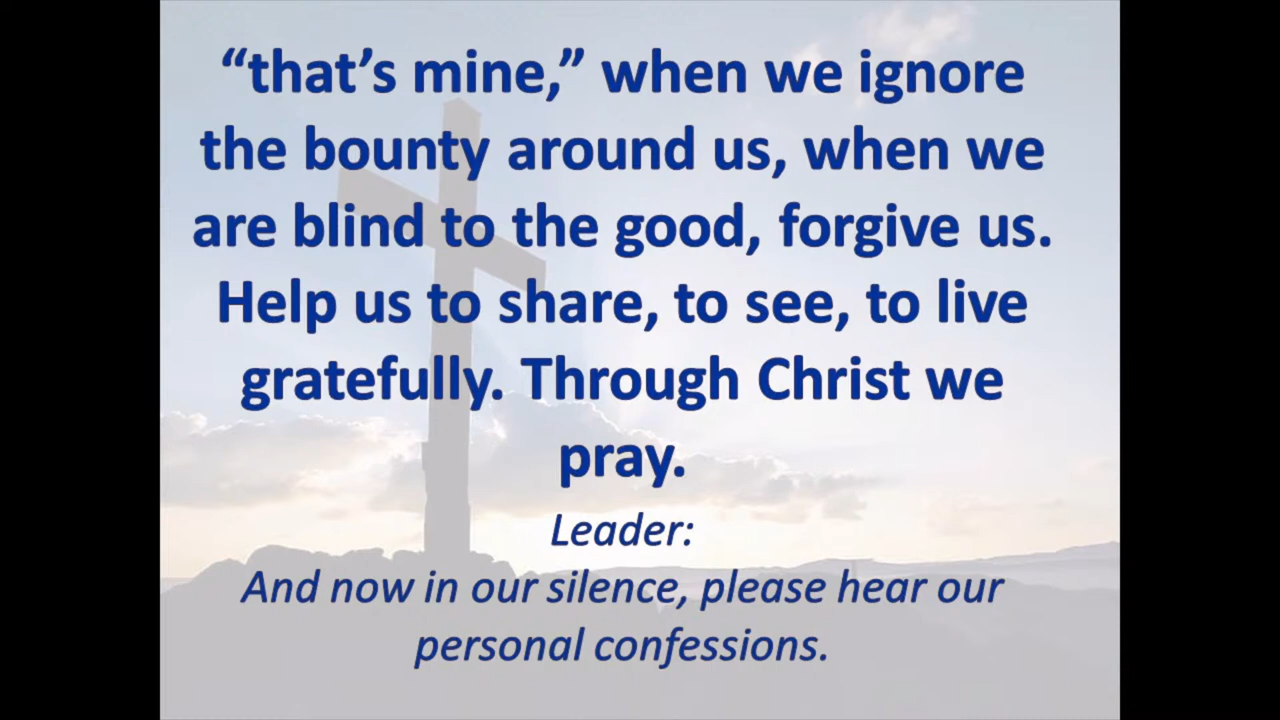 “that’s mine,” when we ignore
the bounty around us, when we
are blind to the good, forgive us.
Help us to share, to see, to live
gratefully. Through Christ we
pray.
Leader:
And now in our silence, please hear our
personal confessions.